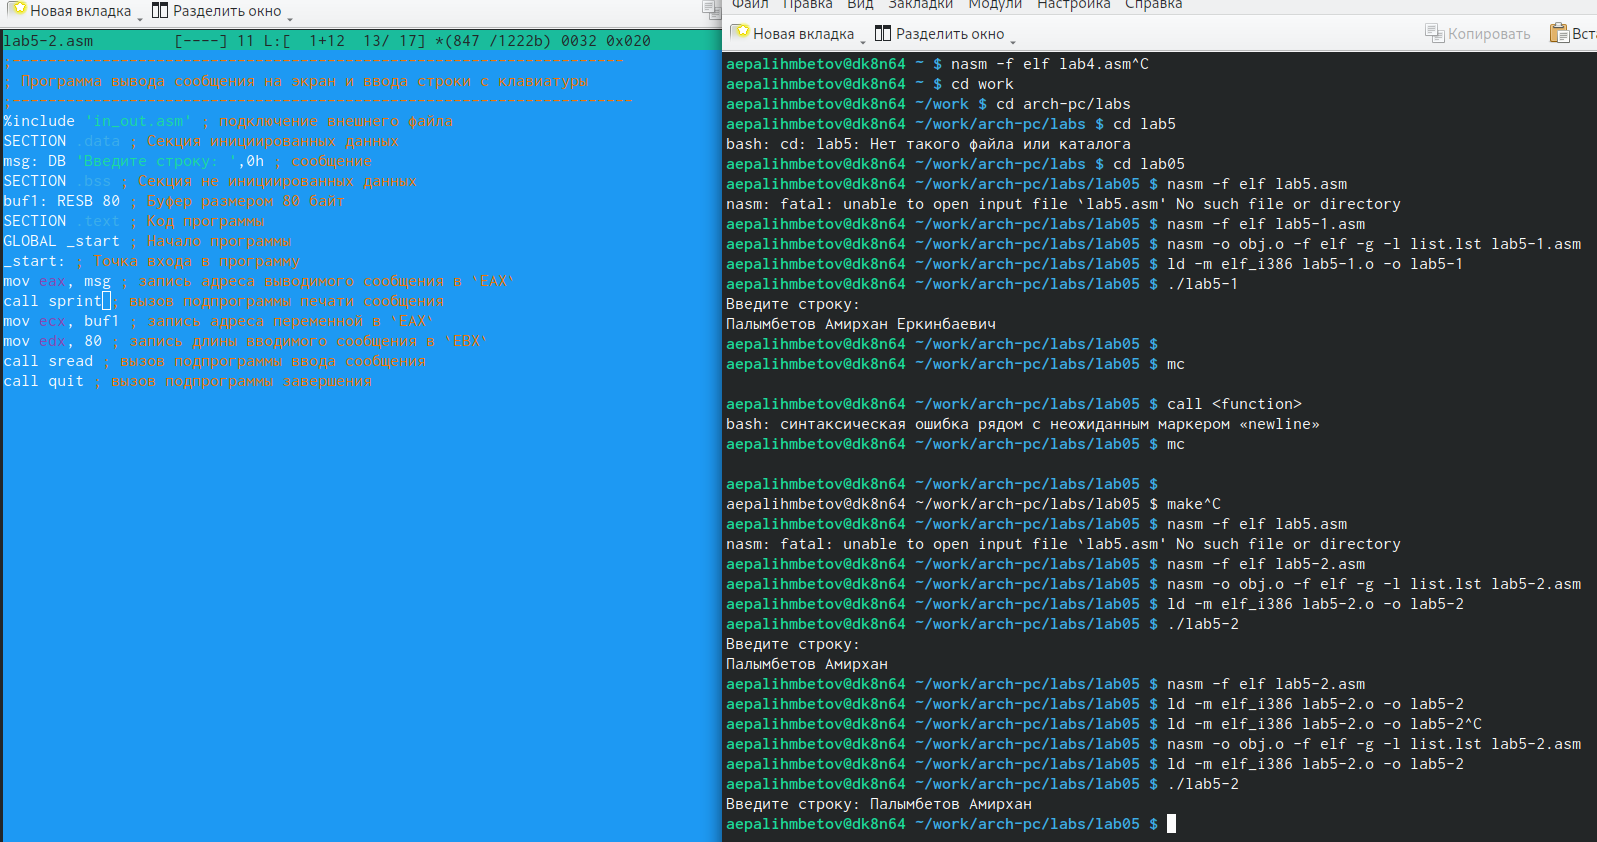 Новая вкладка Разделить окно
lab5-2.asm [----] 11 L:[ 1+12 13/ 17] *(847 /1222b) 0032 0x020
;--------------------------------------------------------------------
; Программа вывода сообщения на экран и ввода строки с клавиатуры
;---------------------------------------------------------------------
%include 'in_out.asm' ; подключение внешнего файла
SECTION .data ; Секция инициированных данных
msg: DB 'Введите строку: ',0h ; сообщение
SECTION .bss ; Секция не инициированных данных
buf1: RESB 80 ; Буфер размером 80 байт
SECTION .text ; Код программы
GLOBAL _start ; Начало программы
_start: ; Точка входа в программу
mov eax, msg ; запись адреса выводимого сообщения в `EAX`
call sprint ; вызов подпрограммы печати сообщения
mov ecx, buf1 ; запись адреса переменной в `EAX`
mov edx, 80 ; запись длины вводимого сообщения в `EBX`
call sread ; вызов подпрограммы ввода сообщения
call quit ; вызов подпрограммы завершения
Файл Правка Вид Закладки Модули Настройка Справка
Новая вкладка Разделить окно Копировать
aepalihmbetov@dk8n64 ~ $ nasm -f elf lab4.asm^C
aepalihmbetov@dk8n64 ~ $ cd work
aepalihmbetov@dk8n64 ~/work $ cd arch-pc/labs
aepalihmbetov@dk8n64 ~/work/arch-pc/labs $ cd lab5
bash: cd: lab5: Нет такого файла или каталога
aepalihmbetov@dk8n64 ~/work/arch-pc/labs $ cd lab05
aepalihmbetov@dk8n64 ~/work/arch-pc/labs/lab05 $ nasm -f elf lab5.asm
nasm: fatal: unable to open input file `lab5.asm' No such file or directory
aepalihmbetov@dk8n64 ~/work/arch-pc/labs/lab05 $ nasm -f elf lab5-1.asm
aepalihmbetov@dk8n64 ~/work/arch-pc/labs/lab05 $ nasm -o obj.o -f elf -g -l list.lst lab5-1.asm
aepalihmbetov@dk8n64 ~/work/arch-pc/labs/lab05 $ ld -m elf_i386 lab5-1.o -o lab5-1
aepalihmbetov@dk8n64 ~/work/arch-pc/labs/lab05 $ ./lab5-1
Введите строку:
Палымбетов Амирхан Еркинбаевич
aepalihmbetov@dk8n64 ~/work/arch-pc/labs/lab05 $
aepalihmbetov@dk8n64 ~/work/arch-pc/labs/lab05 $ mc
aepalihmbetov@dk8n64 ~/work/arch-pc/labs/lab05 $ call <function>
bash: синтаксическая ошибка рядом с неожиданным маркером «newline»
aepalihmbetov@dk8n64 ~/work/arch-pc/labs/lab05 $ mc
aepalihmbetov@dk8n64 ~/work/arch-pc/labs/lab05 $
aepalihmbetov@dk8n64 ~/work/arch-pc/labs/lab05 $ make^C
aepalihmbetov@dk8n64 ~/work/arch-pc/labs/lab05 $ nasm -f elf lab5.asm
nasm: fatal: unable to open input file `lab5.asm' No such file or directory
aepalihmbetov@dk8n64 ~/work/arch-pc/labs/lab05 $ nasm -f elf lab5-2.asm
aepalihmbetov@dk8n64 ~/work/arch-pc/labs/lab05 $ nasm -o obj.o -f elf -g -l list.lst lab5-2.asm
aepalihmbetov@dk8n64 ~/work/arch-pc/labs/lab05 $ ld -m elf_i386 lab5-2.o -o lab5-2
aepalihmbetov@dk8n64 ~/work/arch-pc/labs/lab05 $ ./lab5-2
Введите строку:
Палымбетов Амирхан
aepalihmbetov@dk8n64 ~/work/arch-pc/labs/lab05 $ nasm -f elf lab5-2.asm
aepalihmbetov@dk8n64 ~/work/arch-pc/labs/lab05 $ ld -m elf_i386 lab5-2.o -o lab5-2
aepalihmbetov@dk8n64 ~/work/arch-pc/labs/lab05 $ ld -m elf_i386 lab5-2.o -o lab5-2^C
aepalihmbetov@dk8n64 ~/work/arch-pc/labs/lab05 $ nasm -o obj.o -f elf -g -l list.lst lab5-2.asm
aepalihmbetov@dk8n64 ~/work/arch-pc/labs/lab05 $ ld -m elf_i386 lab5-2.o -o lab5-2
aepalihmbetov@dk8n64 ~/work/arch-pc/labs/lab05 $ ./lab5-2
Введите строку: Палымбетов Амирхан
aepalihmbetov@dk8n64 ~/work/arch-pc/labs/lab05 $